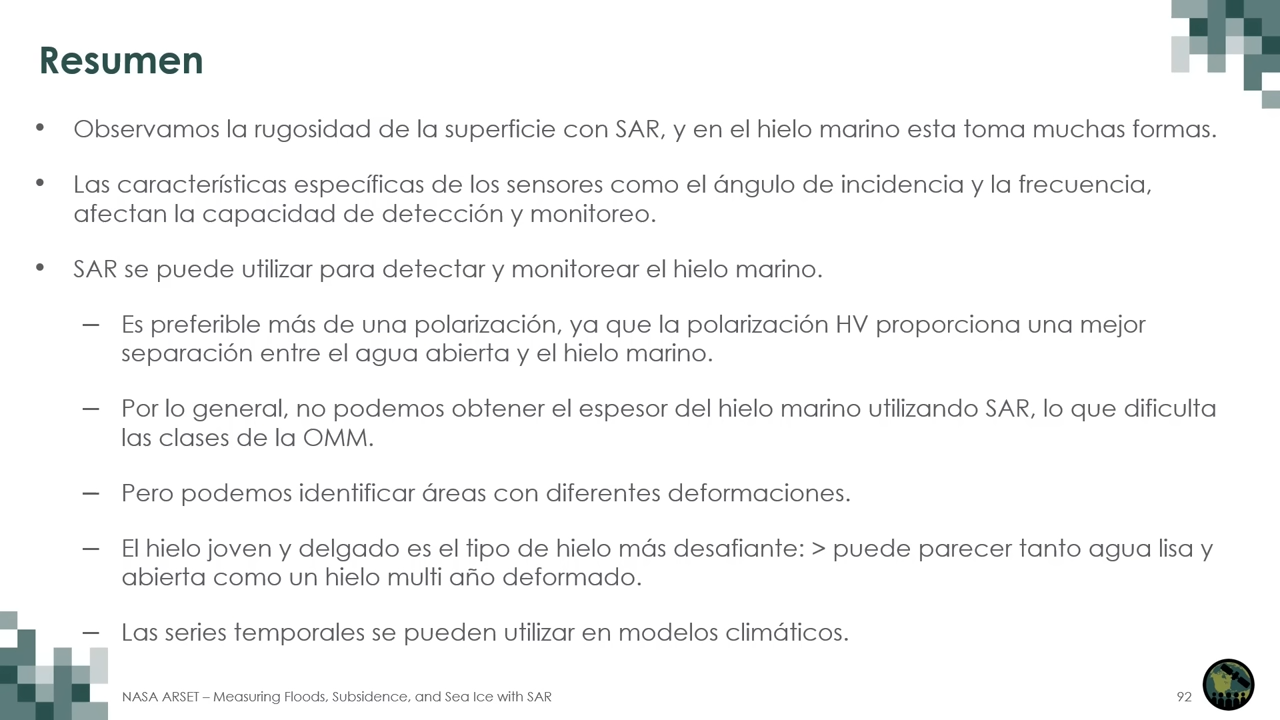 Resumen
• Observamos la rugosidad de la superficie con SAR, y en el hielo marino esta toma muchas formas.
• Las características específicas de los sensores como el ángulo de incidencia y la frecuencia,
afectan la capacidad de detección y monitoreo.
• SAR se puede utilizar para detectar y monitorear el hielo marino.
– Es preferible más de una polarización, ya que la polarización HV proporciona una mejor
separación entre el agua abierta y el hielo marino.
– Por lo general, no podemos obtener el espesor del hielo marino utilizando SAR, lo que dificulta
las clases de la OMM.
– Pero podemos identificar áreas con diferentes deformaciones.
– El hielo joven y delgado es el tipo de hielo más desafiante: > puede parecer tanto agua lisa y
abierta como un hielo multi año deformado.
– Las series temporales se pueden utilizar en modelos climáticos.
NASA ARSET – Measuring Floods, Subsidence, and Sea Ice with SAR
92